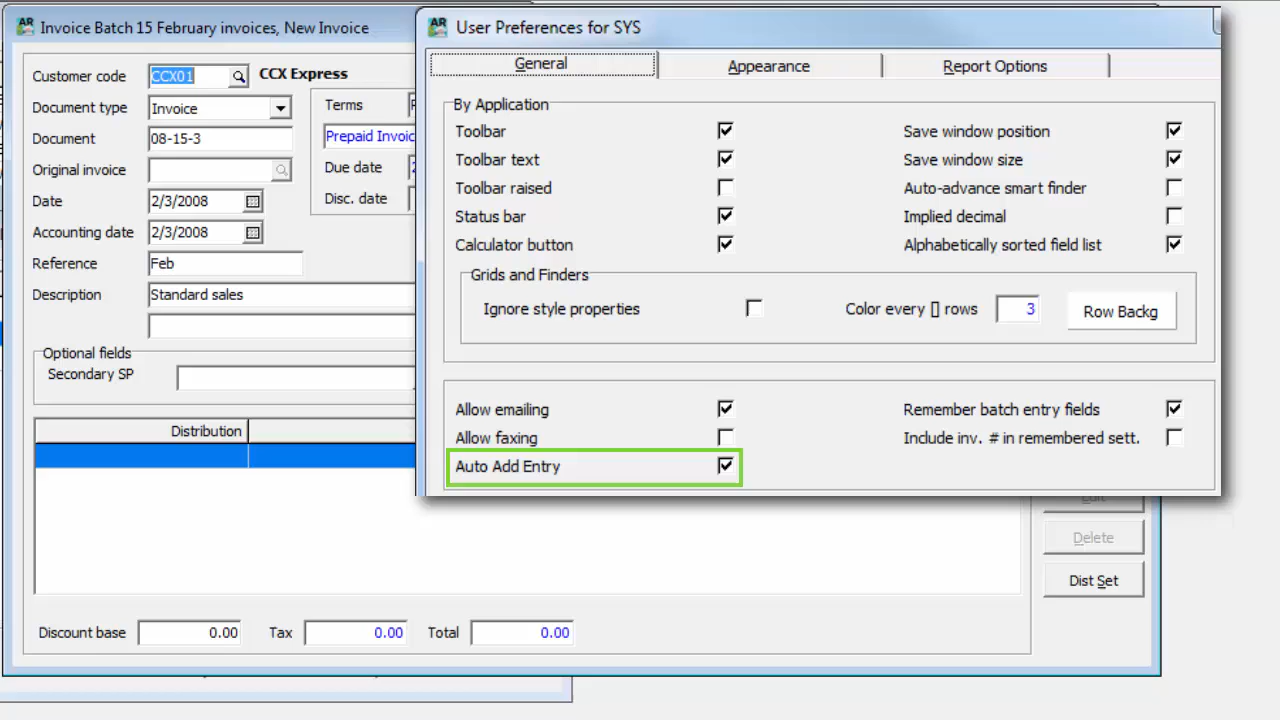 AR Invoice Batch 15 February invoices, New Invoice
Customer code CCX01 CCX Express
Document type Invoice
Document 08-15-3
Original invoice
Date 2/3/2008
Accounting date 2/3/2008
Reference Feb
Description Standard sales
Terms
Prepaid Invoic
Due date
Disc. date
Optional fields
Secondary SP
Distribution
Edit
Delete
Dist Set
Discount base 0.00 Tax 0.00 Total 0.00
AR User Preferences for SYS
General Appearance Report Options
By Application
Toolbar Save window position
Toolbar text Save window size
Toolbar raised Auto-advance smart finder
Status bar Implied decimal
Calculator button Alphabetically sorted field list
Grids and Finders
Ignore style properties Color every [] rows 3 Row Backg
Allow emailing Remember batch entry fields
Allow faxing Include inv. # in remembered sett.
Auto Add Entry